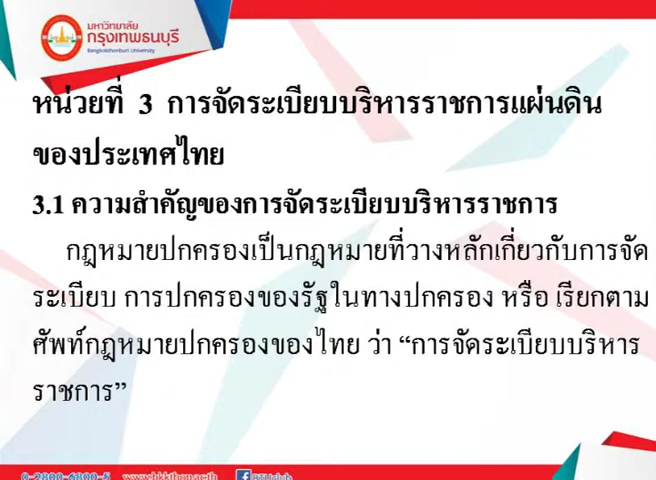 มหาวิทยาลัย
กรุงเทพธนบุรี
Bangkokthonburi University
หน่วยที่ 3 การจัดระเบียบบริหารราชการแผ่นดิน
ของประเทศไทย
3.1 ความสำคัญของการจัดระเบียบบริหารราชการ
กฎหมายปกครองเป็นกฎหมายที่วางหลักเกี่ยวกับการจัด
ระเบียบ การปกครองของรัฐในทางปกครอง หรือ เรียกตาม
ศัพท์กฎหมายปกครองของไทย ว่า “การจัดระเบียบบริหาร
ราชการ”
0-2800-6800-5 www.bkkthon.ac.th BTUclub